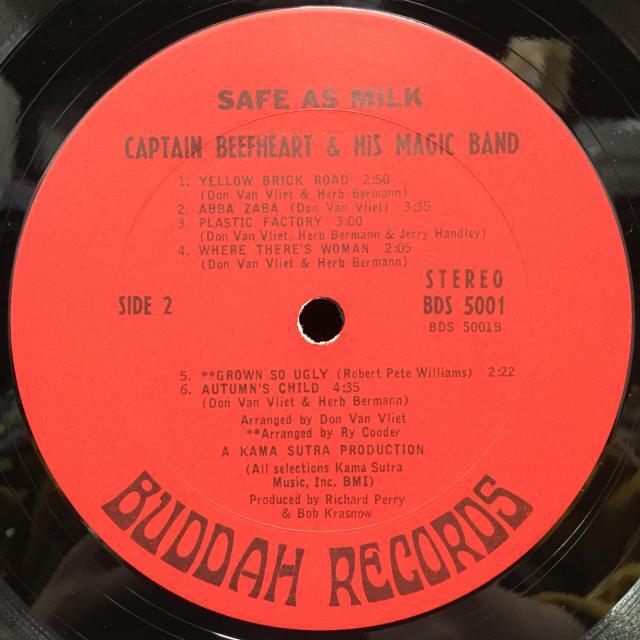 SAFE AS MILK
CAPTAIN BEEFHEART & HIS MAGIC BAND
1. YELLOW BRICK ROAD 2:50
(Don Van Vliet & Herb Bermann)
2. ABBA ZABA (Don Van Vliet) 3:35
3. PLASTIC FACTORY 3:00
(Don Van Vliet, Herb Bermann & Jerry Handley)
4. WHERE THERE'S WOMAN 2:05
(Don Van Vliet & Herb Bermann)
STEREO
SIDE 2
BDS 5001
BDS 5001B
5. **GROWN SO UGLY (Robert Pete Williams) 2:22
6. AUTUMN'S CHILD 4:35
(Don Van Vliet & Herb Bermann)
Arranged by Don Van Vliet
**Arranged by Ry Cooder
A KAMA SUTRA PRODUCTION
(All selections Kama Sutra
Music, Inc. BMI)
Produced by Richard Perry
& Bob Krasnow
BUDDAH RECORDS